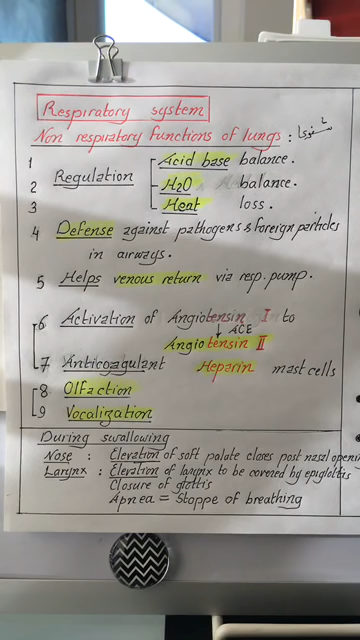 Respiratory system
Non respiratory functions of lungs : شفوي
1 Acid base balance.
2 Regulation H2O balance.
3 Heat loss.
4 Defense against pathogens & foreign particles
in airways.
5 Helps venous return via resp. pump.
6 Activation of Angiotensin I to
↓ ACE
Angiotensin II
7 Anticoagulant Heparin mast cells
8 Olfaction
9 Vocalization
During swallowing
Nose : Elevation of soft palate closes post nasal openin
Larynx : Elevation of larynx to be covered by epiglottis
Closure of glottis
Apnea = Stoppe of breathing